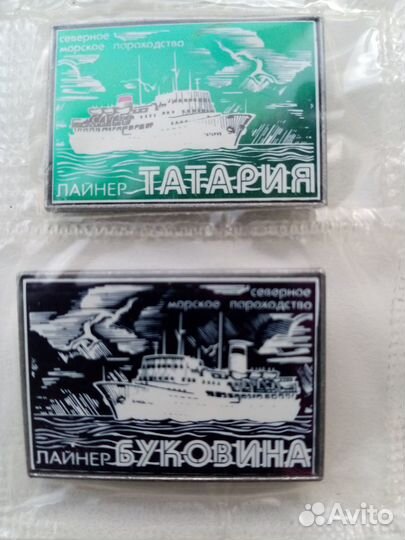 северное
морское пароходство
ЛАЙНЕР ТАТАРИЯ
северное
морское пароходство
ЛАЙНЕР БУКОВИНА
Avito